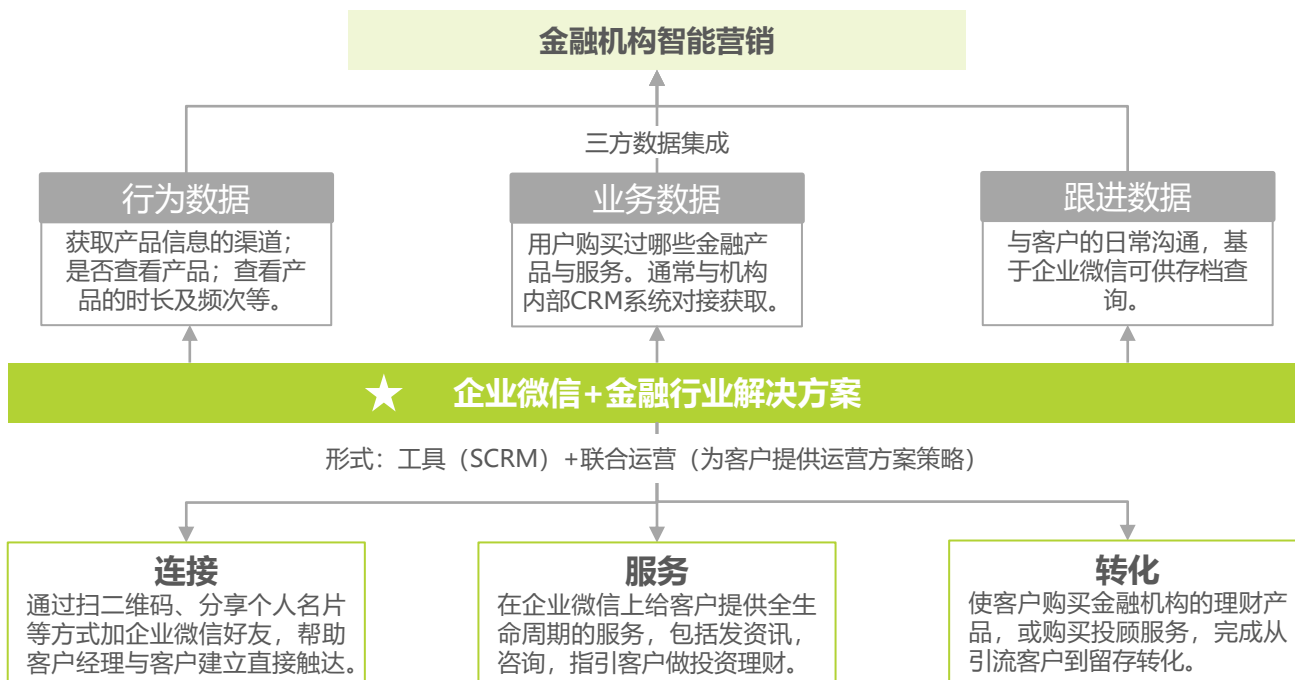 金融机构智能营销
三方数据集成
行为数据
获取产品信息的渠道；
是否查看产品；查看产
品的时长及频次等。
业务数据
用户购买过哪些金融产
品与服务。通常与机构
内部CRM系统对接获取。
跟进数据
与客户的日常沟通，基
于企业微信可供存档查
询。
企业微信+金融行业解决方案
形式：工具（SCRM）+联合运营（为客户提供运营方案策略）
连接
通过扫二维码、分享个人名片
等方式加企业微信好友，帮助
客户经理与客户建立直接触达。
服务
在企业微信上给客户提供全生
命周期的服务，包括发资讯，
咨询，指引客户做投资理财。
转化
使客户购买金融机构的理财产
品，或购买投顾服务，完成从
引流客户到留存转化。